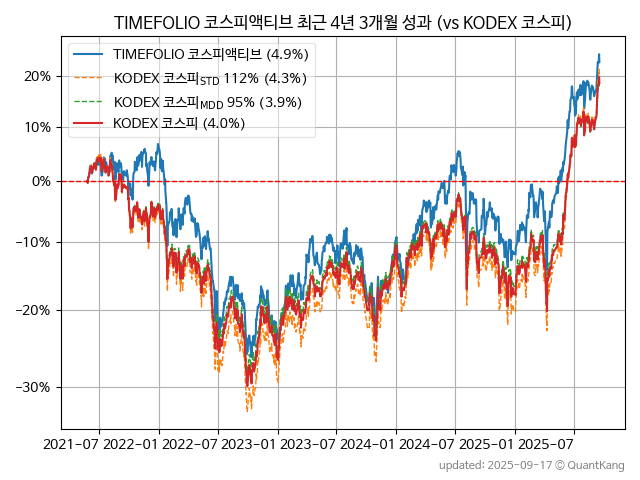 TIMEFOLIO 코스피액티브 최근 4년 3개월 성과 (vs KODEX 코스피)
TIMEFOLIO 코스피액티브 (4.9%)
KODEX 코스피STD 112% (4.3%)
KODEX 코스피MDD 95% (3.9%)
KODEX 코스피 (4.0%)
20%
10%
0%
−10%
−20%
−30%
2021-07 2022-01 2022-07 2023-01 2023-07 2024-01 2024-07 2025-01 2025-07
updated: 2025-09-17 © QuantKang